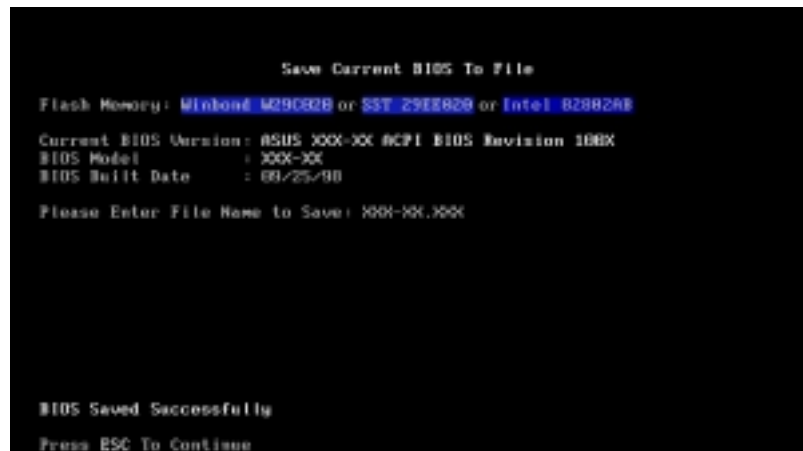 Save Current BIOS To File
Flash Memory: Winbond W29C020 or SST 29EE020 or Intel 82802AB
Current BIOS Version: ASUS XXX-XX ACPI BIOS Revision 100X
BIOS Model : XXX-XX
BIOS Built Date : 09/25/98
Please Enter File Name to Save: XXX-XX.XXX
BIOS Saved Successfully
Press ESC To Continue